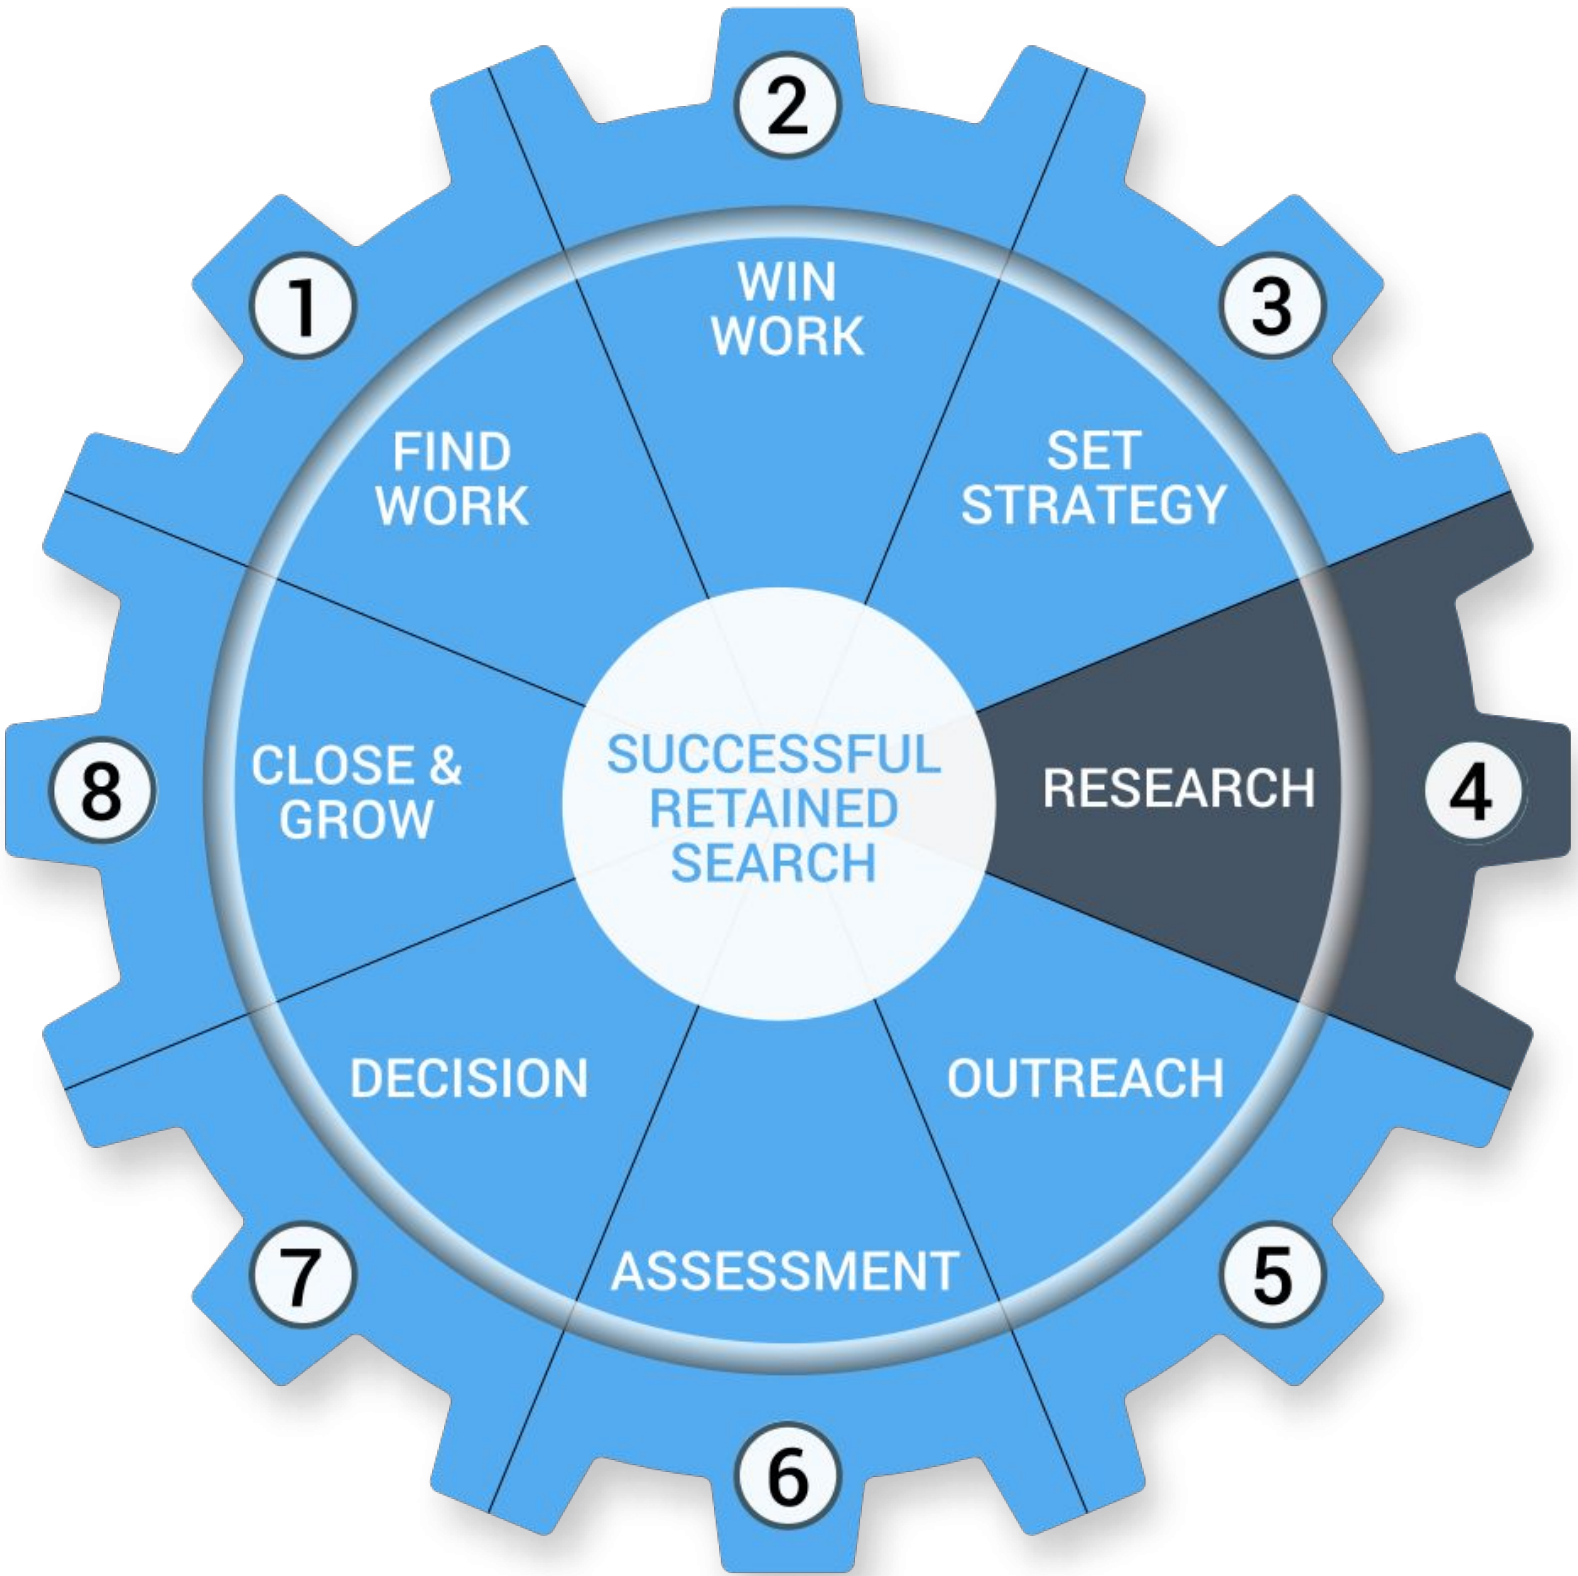 1
FIND
WORK
2
WIN
WORK
3
SET
STRATEGY
4
RESEARCH
5
OUTREACH
6
ASSESSMENT
7
DECISION
8
CLOSE &
GROW
SUCCESSFUL
RETAINED
SEARCH